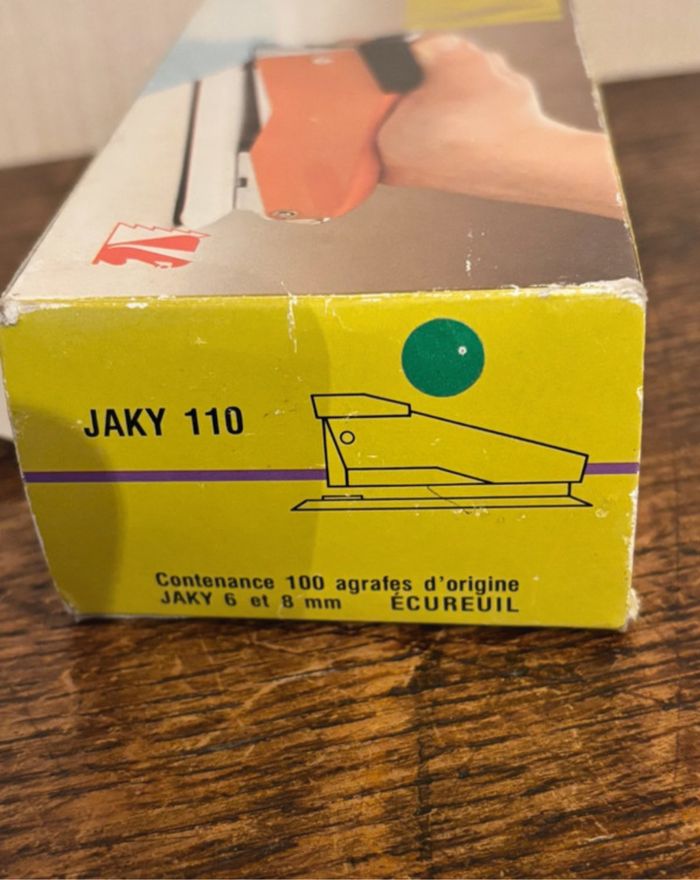 JAKY 110
Contenance 100 agrafes d'origine
JAKY 6 et 8 mm ÉCUREUIL